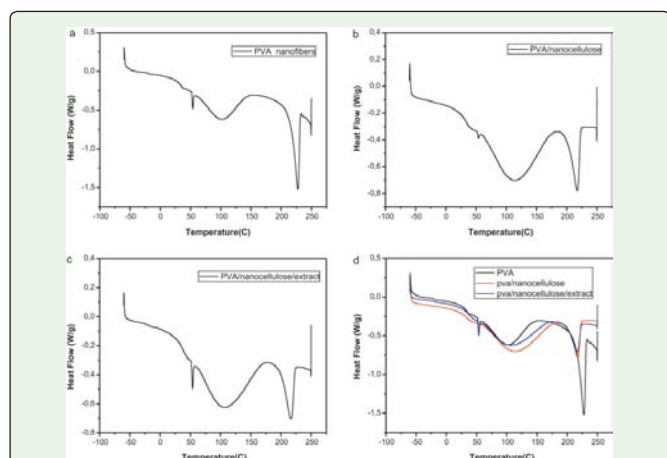 a
PVA nanofibers
0,5
0,0
-0,5
-1,0
-1,5
Heat Flow (W/g)
-100 -50 0 50 100 150 200 250
Temperature(C)
b
PVA/nanocellulose
0,4
0,2
0,0
-0,2
-0,4
-0,6
-0,8
Heat Flow (W/g)
-100 -50 0 50 100 150 200 250
Temperature(C)
c
PVA/nanocellulose/extract
0,4
0,2
0,0
-0,2
-0,4
-0,6
-0,8
Heat Flow (W/g)
-100 -50 0 50 100 150 200 250
Temperature(C)
d
PVA
pva/nanocellulose
pva/nanocellulose/extract
0,5
0,0
-0,5
-1,0
-1,5
Heat Flow (W/g)
-100 -50 0 50 100 150 200 250
Temperature(C)